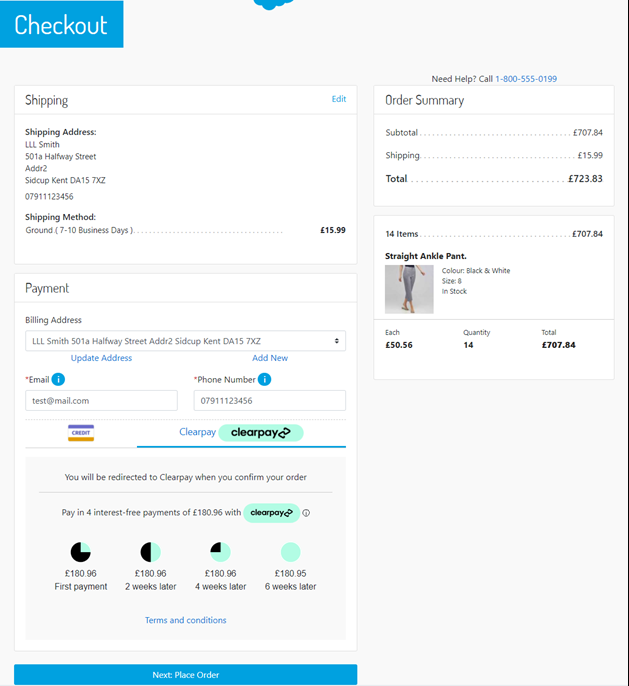 Checkout
Need Help? Call 1-800-555-0199
Shipping
Edit
Shipping Address:
LLL Smith
501a Halfway Street
Addr2
Sidcup Kent DA15 7XZ
07911123456
Shipping Method:
Ground ( 7-10 Business Days ) £15.99
Payment
Billing Address
LLL Smith 501a Halfway Street Addr2 Sidcup Kent DA15 7XZ
Update Address Add New
*Email i *Phone Number i
test@mail.com 07911123456
CREDIT Clearpay clearpay
You will be redirected to Clearpay when you confirm your order
Pay in 4 interest-free payments of £180.96 with clearpay
£180.96 £180.96 £180.96 £180.95
First payment 2 weeks later 4 weeks later 6 weeks later
Terms and conditions
Next: Place Order
Order Summary
Subtotal £707.84
Shipping £15.99
Total £723.83
14 Items £707.84
Straight Ankle Pant.
Colour: Black & White
Size: 8
In Stock
Each Quantity Total
£50.56 14 £707.84